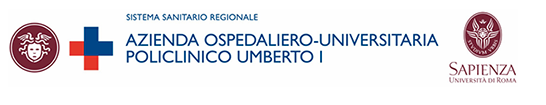 SISTEMA SANITARIO REGIONALE
AZIENDA OSPEDALIERO-UNIVERSITARIA
POLICLINICO UMBERTO I
SAPIENZA
UNIVERSITÀ DI ROMA